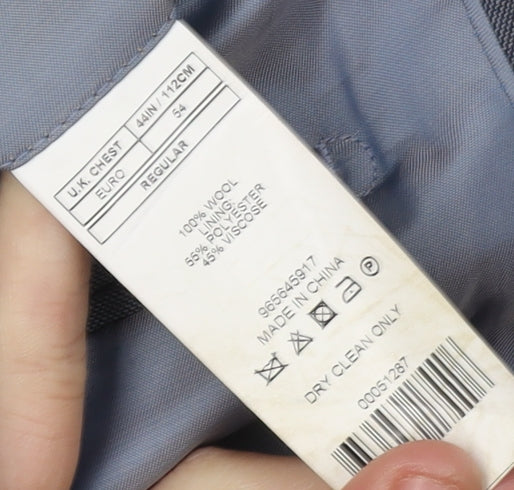 U.K. CHEST 44IN / 112CM
EURO 54
REGULAR
100% WOOL
LINING:
55% POLYESTER
45% VISCOSE
965645917
MADE IN CHINA
P
DRY CLEAN ONLY
00051287